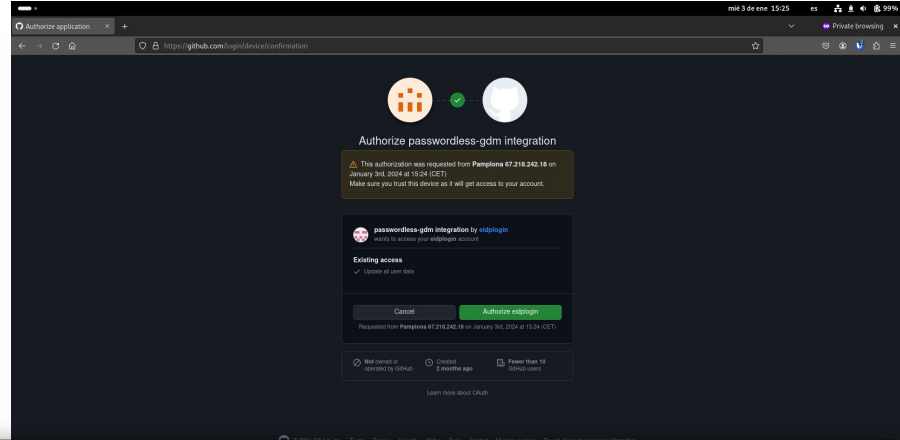 mié 3 de ene 15:25
es
99%
Authorize application
Private browsing
https://github.com/login/device/confirmation
Authorize passwordless-gdm integration
This authorization was requested from Pamplona 67.218.242.18 on
January 3rd, 2024 at 15:24 (CET)
Make sure you trust this device as it will get access to your account.
passwordless-gdm integration by eidplogin
wants to access your eidplogin account
Existing access
Update all user data
Cancel
Authorize eidplogin
Requested from Pamplona 67.218.242.18 on January 3rd, 2024 at 15:24 (CET)
Not owned or
operated by GitHub
Created
2 months ago
Fewer than 10
GitHub users
Learn more about OAuth